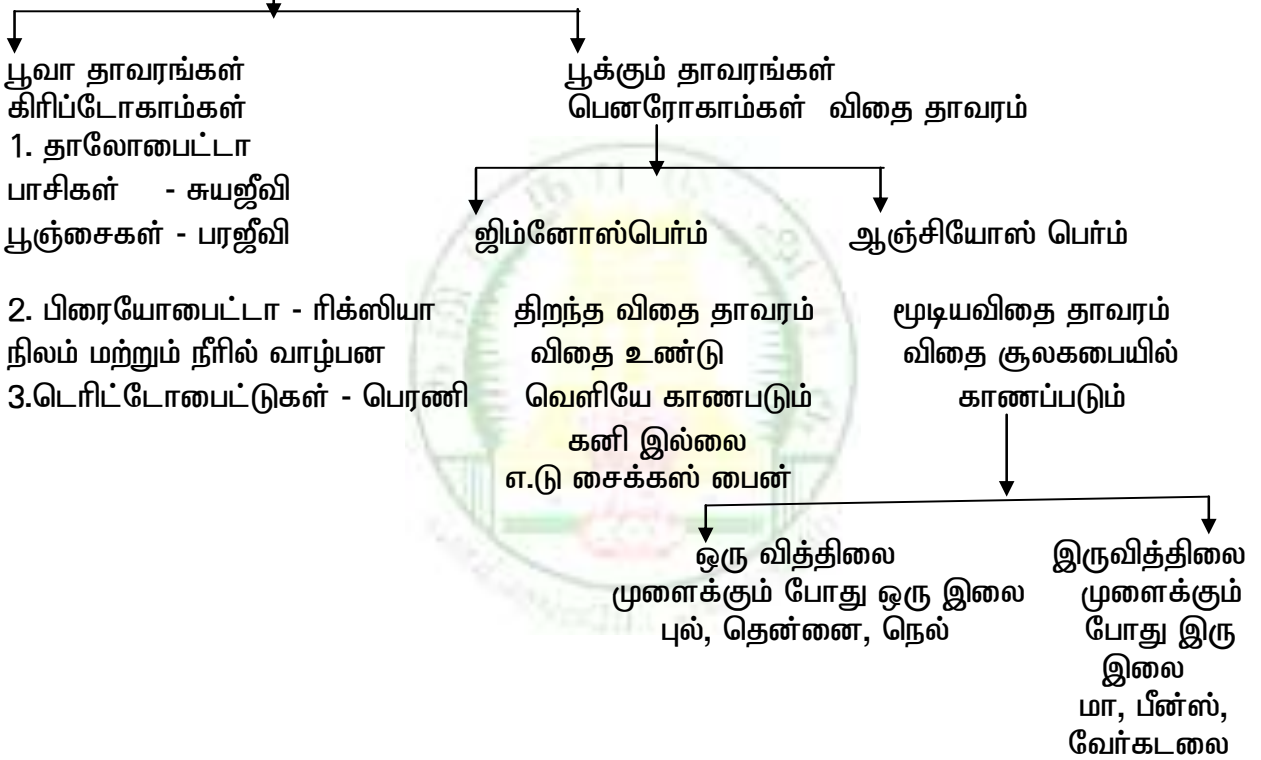 பூவா தாவரங்கள்
கிரிப்டோகாம்கள்
1. தாலோபைட்டா
பாசிகள் - சுயஜீவி
பூஞ்சைகள் - பரஜீவி
2. பிரையோபைட்டா - ரிக்ஸியா
நிலம் மற்றும் நீரில் வாழ்பன
3.டெரிட்டோபைட்டுகள் - பெரணி
பூக்கும் தாவரங்கள்
பெனரோகாம்கள் விதை தாவரம்
ஜிம்னோஸ்பெர்ம்
திறந்த விதை தாவரம்
விதை உண்டு
வெளியே காணபடும்
கனி இல்லை
எ.டு சைக்கஸ் பைன்
ஆஞ்சியோஸ் பெர்ம்
மூடியவிதை தாவரம்
விதை சூலகபையில்
காணப்படும்
ஒரு வித்திலை
முளைக்கும் போது ஒரு இலை
புல், தென்னை, நெல்
இருவித்திலை
முளைக்கும்
போது இரு
இலை
மா, பீன்ஸ்,
வேர்கடலை